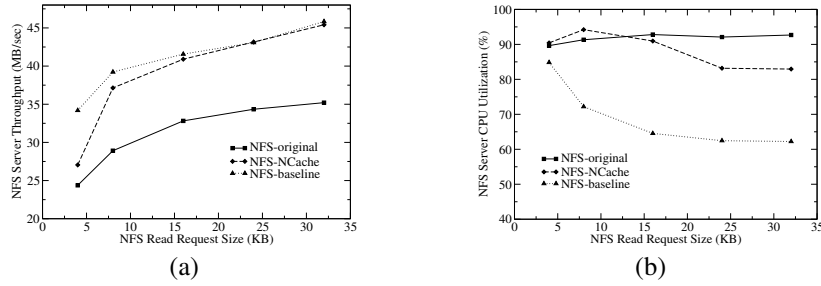 50
45
40
35
30
25
20
NFS Server Throughput (MB/sec)
NFS-original
NFS-NCache
NFS-baseline
0 5 10 15 20 25 30 35
NFS Read Request Size (KB)
(a)
100
90
80
70
60
50
40
NFS Server CPU Utilization (%)
NFS-original
NFS-NCache
NFS-baseline
0 5 10 15 20 25 30 35
NFS Read Request Size (KB)
(b)